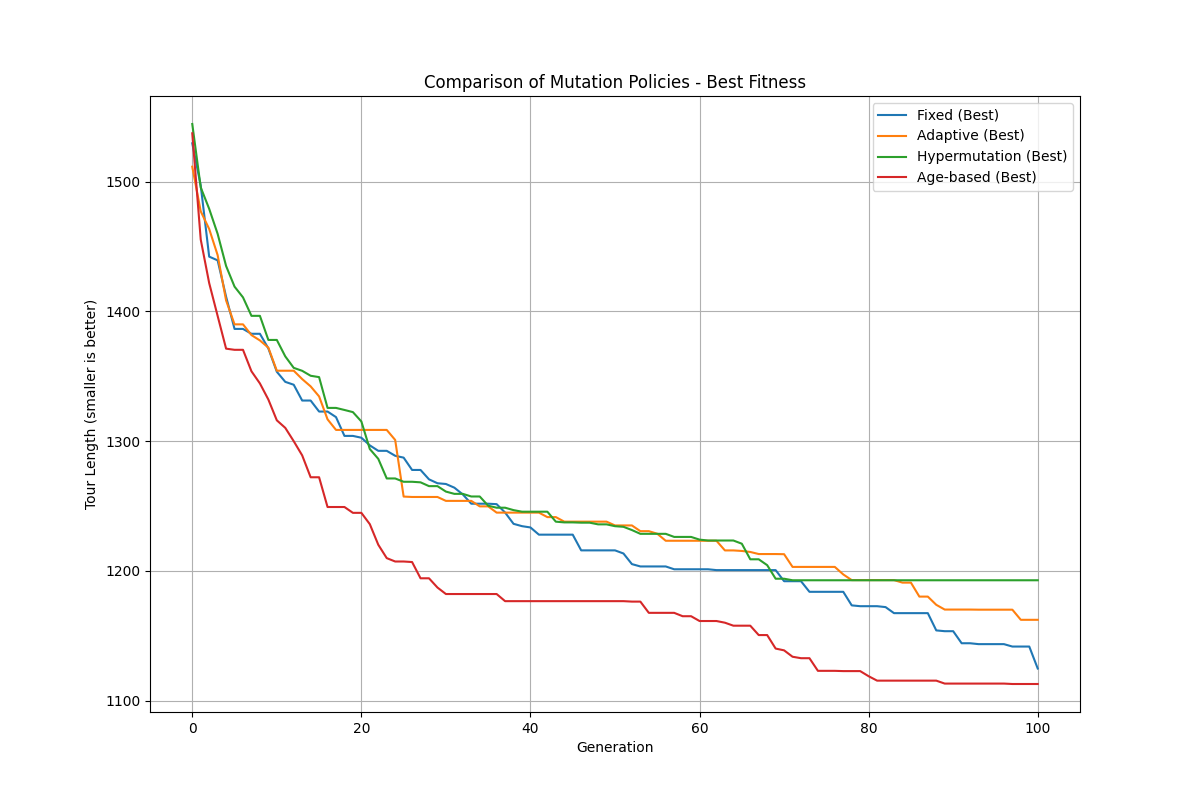 Comparison of Mutation Policies - Best Fitness
Fixed (Best)
Adaptive (Best)
Hypermutation (Best)
Age-based (Best)
Tour Length (smaller is better)
1500
1400
1300
1200
1100
0 20 40 60 80 100
Generation